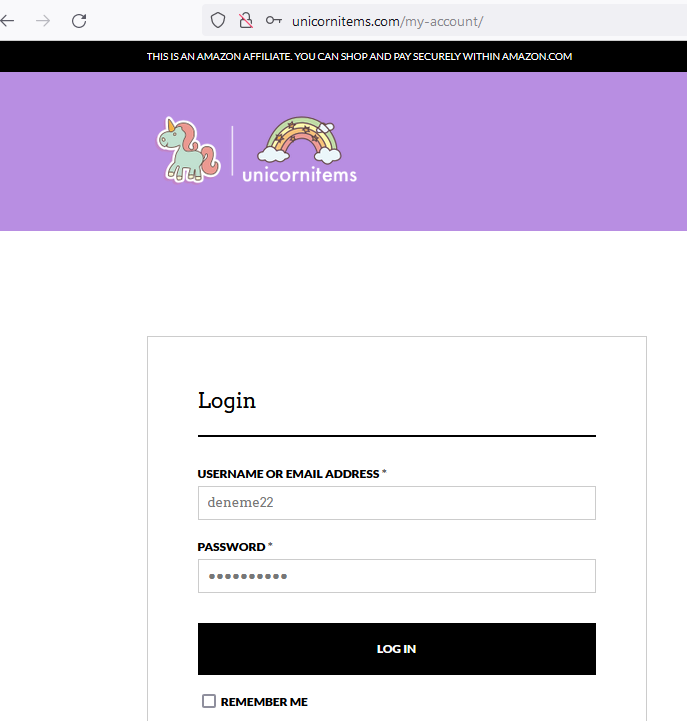 unicornitems.com/my-account/
THIS IS AN AMAZON AFFILIATE. YOU CAN SHOP AND PAY SECURELY WITHIN AMAZON.COM
unicornitems
Login
USERNAME OR EMAIL ADDRESS *
deneme22
PASSWORD *
●●●●●●●●●●
LOG IN
REMEMBER ME